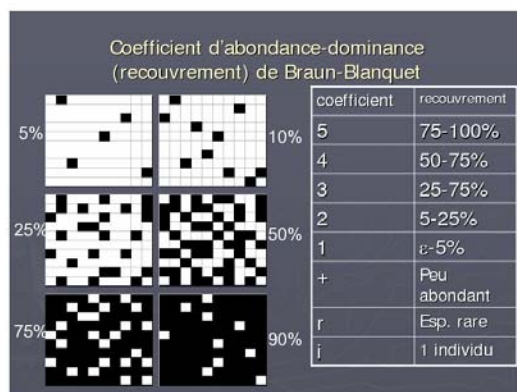 Coefficient d'abondance-dominance
(recouvrement) de Braun-Blanquet
5%
10%
25%
50%
75%
90%
coefficient recouvrement
5 75-100%
4 50-75%
3 25-75%
2 5-25%
1 ε-5%
+ Peu
abondant
r Esp. rare
i 1 individu